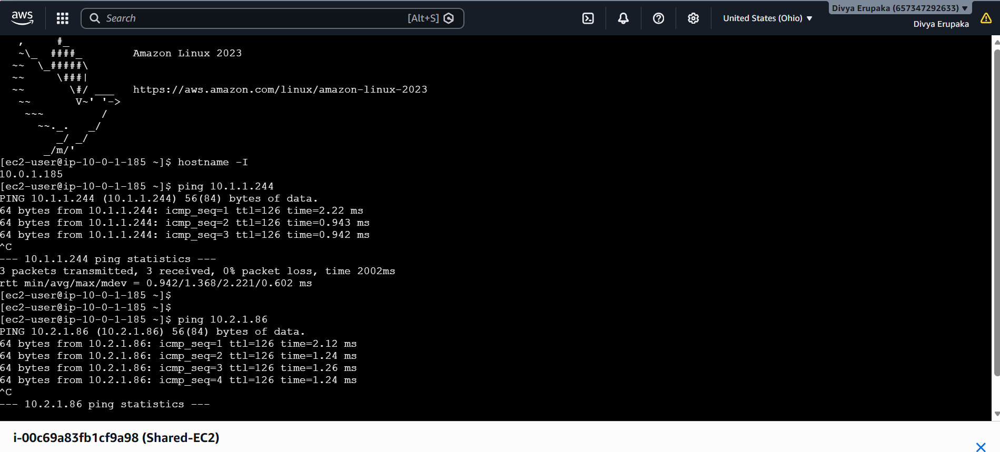 aws
Search [Alt+S]
United States (Ohio) ▼
Divya Erupaka (657347292633) ▼
Divya Erupaka
   ,     #_
   ~\_  ####_        Amazon Linux 2023
  ~~  \_#####\
  ~~     \###|
  ~~       \#/ ___   https://aws.amazon.com/linux/amazon-linux-2023
   ~~       V~' '->
    ~~~         /
      ~~._.   _/
         _/ _/
       _/m/'
[ec2-user@ip-10-0-1-185 ~]$ hostname -I
10.0.1.185
[ec2-user@ip-10-0-1-185 ~]$ ping 10.1.1.244
PING 10.1.1.244 (10.1.1.244) 56(84) bytes of data.
64 bytes from 10.1.1.244: icmp_seq=1 ttl=126 time=2.22 ms
64 bytes from 10.1.1.244: icmp_seq=2 ttl=126 time=0.943 ms
64 bytes from 10.1.1.244: icmp_seq=3 ttl=126 time=0.942 ms
^C
--- 10.1.1.244 ping statistics ---
3 packets transmitted, 3 received, 0% packet loss, time 2002ms
rtt min/avg/max/mdev = 0.942/1.368/2.221/0.602 ms
[ec2-user@ip-10-0-1-185 ~]$
[ec2-user@ip-10-0-1-185 ~]$
[ec2-user@ip-10-0-1-185 ~]$ ping 10.2.1.86
PING 10.2.1.86 (10.2.1.86) 56(84) bytes of data.
64 bytes from 10.2.1.86: icmp_seq=1 ttl=126 time=2.12 ms
64 bytes from 10.2.1.86: icmp_seq=2 ttl=126 time=1.24 ms
64 bytes from 10.2.1.86: icmp_seq=3 ttl=126 time=1.26 ms
64 bytes from 10.2.1.86: icmp_seq=4 ttl=126 time=1.24 ms
^C
--- 10.2.1.86 ping statistics ---
i-00c69a83fb1cf9a98 (Shared-EC2)